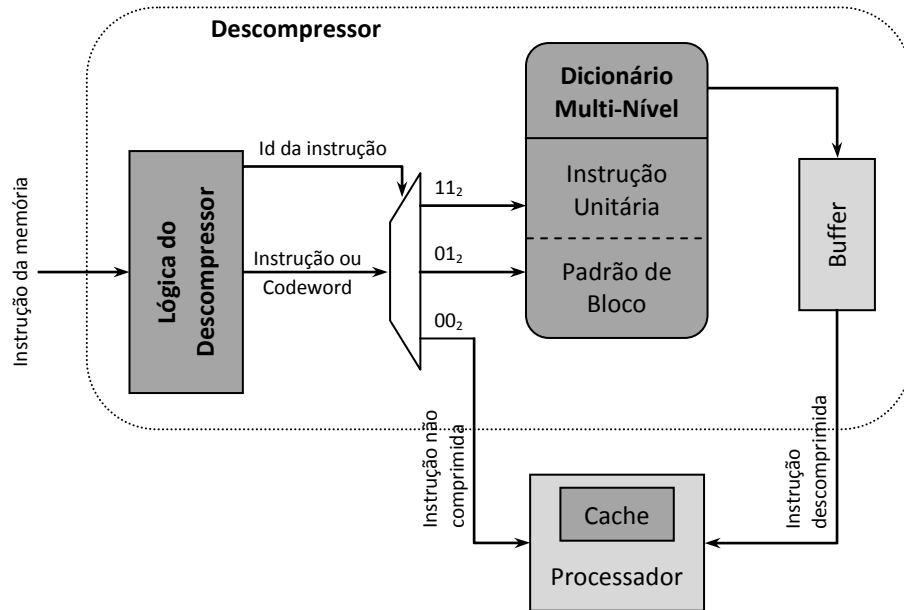 Descompressor
Dicionário
Multi-Nível
Id da instrução
Instrução
Unitária
11₂
Instrução da memória
Lógica do
Descompressor
Instrução ou
Codeword
01₂
Padrão de
Bloco
Buffer
00₂
Instrução não
comprimida
Instrução
descomprimida
Cache
Processador